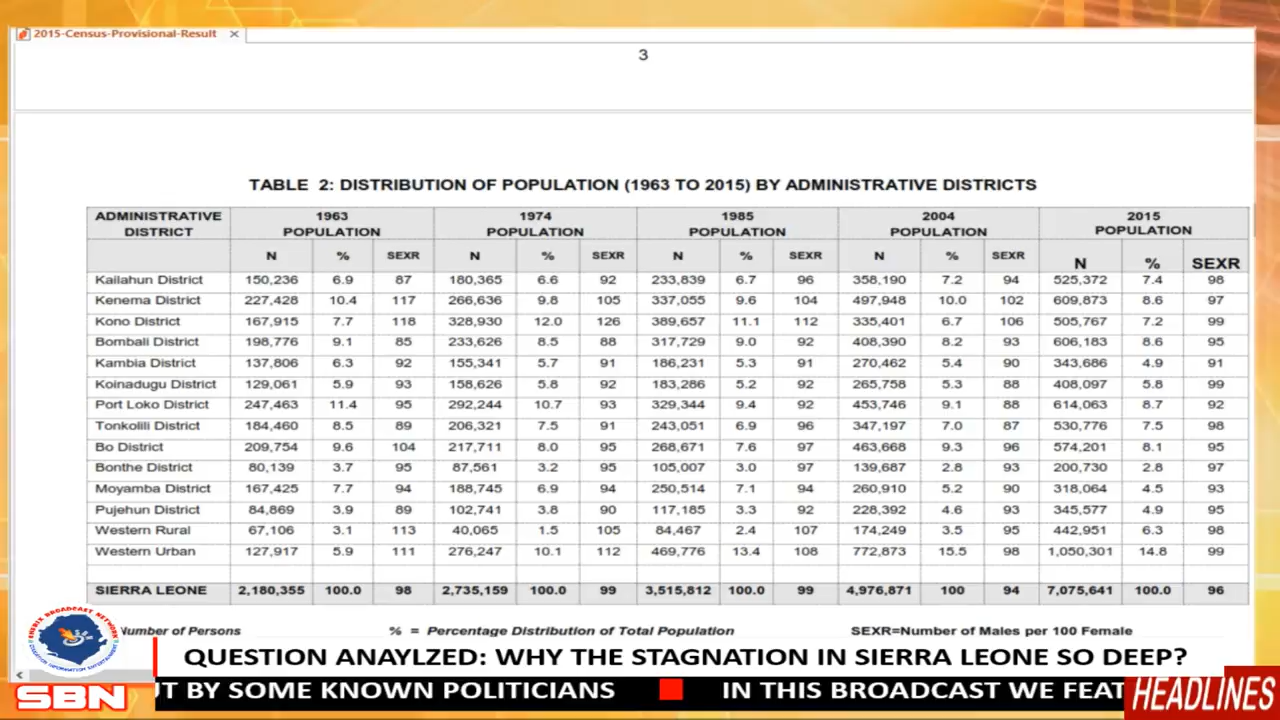 2015-Census-Provisional-Result
3
TABLE 2: DISTRIBUTION OF POPULATION (1963 TO 2015) BY ADMINISTRATIVE DISTRICTS
ADMINISTRATIVE DISTRICT 1963 POPULATION 1974 POPULATION 1985 POPULATION 2004 POPULATION 2015 POPULATION
N % SEXR N % SEXR N % SEXR N % SEXR N % SEXR
Kailahun District 150,236 6.9 87 180,365 6.6 92 233,839 6.7 96 358,190 7.2 94 525,372 7.4 98
Kenema District 227,428 10.4 117 266,636 9.8 105 337,055 9.6 104 497,948 10.0 102 609,873 8.6 97
Kono District 167,915 7.7 118 328,930 12.0 126 389,657 11.1 112 335,401 6.7 106 505,767 7.2 99
Bombali District 198,776 9.1 85 233,626 8.5 88 317,729 9.0 92 408,390 8.2 93 606,183 8.6 95
Kambia District 137,806 6.3 92 155,341 5.7 91 186,231 5.3 91 270,462 5.4 90 343,686 4.9 91
Koinadugu District 129,061 5.9 93 158,626 5.8 92 183,286 5.2 92 265,758 5.3 88 408,097 5.8 99
Port Loko District 247,463 11.4 95 292,244 10.7 93 329,344 9.4 92 453,746 9.1 88 614,063 8.7 92
Tonkolili District 184,460 8.5 89 206,321 7.5 91 243,051 6.9 96 347,197 7.0 87 530,776 7.5 98
Bo District 209,754 9.6 104 217,711 8.0 95 268,671 7.6 97 463,668 9.3 96 574,201 8.1 95
Bonthe District 80,139 3.7 95 87,561 3.2 95 105,007 3.0 97 139,687 2.8 93 200,730 2.8 97
Moyamba District 167,425 7.7 94 188,745 6.9 94 250,514 7.1 94 260,910 5.2 90 318,064 4.5 93
Pujehun District 84,869 3.9 89 102,741 3.8 90 117,185 3.3 92 228,392 4.6 93 345,577 4.9 95
Western Rural 67,106 3.1 113 40,065 1.5 105 84,467 2.4 107 174,249 3.5 95 442,951 6.3 98
Western Urban 127,917 5.9 111 276,247 10.1 112 469,776 13.4 108 772,873 15.5 98 1,050,301 14.8 99
SIERRA LEONE 2,180,355 100.0 98 2,735,159 100.0 99 3,515,812 100.0 99 4,976,871 100 94 7,075,641 100.0 96
Number of Persons % = Percentage Distribution of Total Population SEXR=Number of Males per 100 Female
QUESTION ANAYLZED: WHY THE STAGNATION IN SIERRA LEONE SO DEEP?
SBN UT BY SOME KNOWN POLITICIANS IN THIS BROADCAST WE FEAT HEADLINES